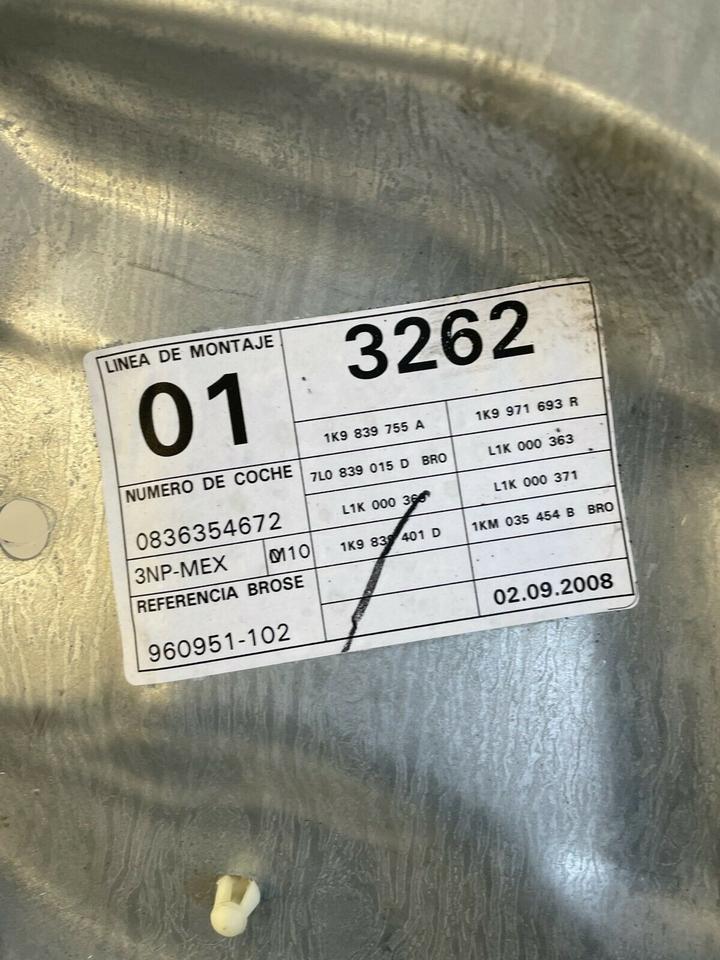 LINEA DE MONTAJE
01
3262
NUMERO DE COCHE
0836354672
3NP-MEX
M10
REFERENCIA BROSE
960951-102
1K9 839 755 A
1K9 971 693 R
7L0 839 015 D BRO
L1K 000 363
L1K 000
L1K 000 371
1K9 839 401 D
1KM 035 454 B BRO
02.09.2008